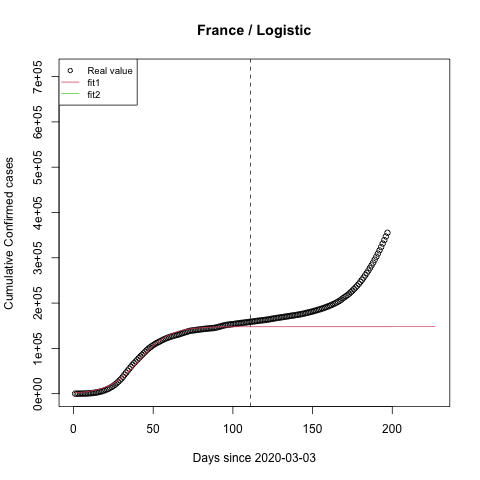 France / Logistic
Real value
fit1
fit2
7e+05
6e+05
5e+05
4e+05
3e+05
2e+05
1e+05
0e+00
Cumulative Confirmed cases
0
50
100
150
200
Days since 2020-03-03